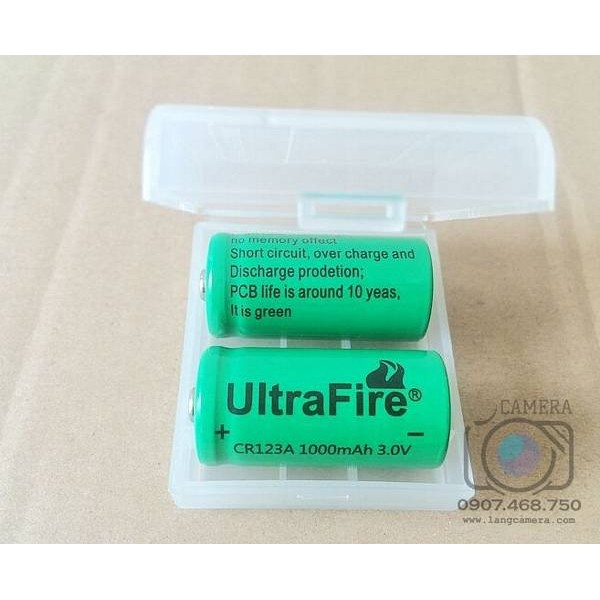 no memory effect
Short circuit, over charge and
Discharge prodetion;
PCB life is around 10 yeas,
It is green
UltraFire®
+ −
CR123A 1000mAh 3.0V
CAMERA
0907.468.750
www.langcamera.com